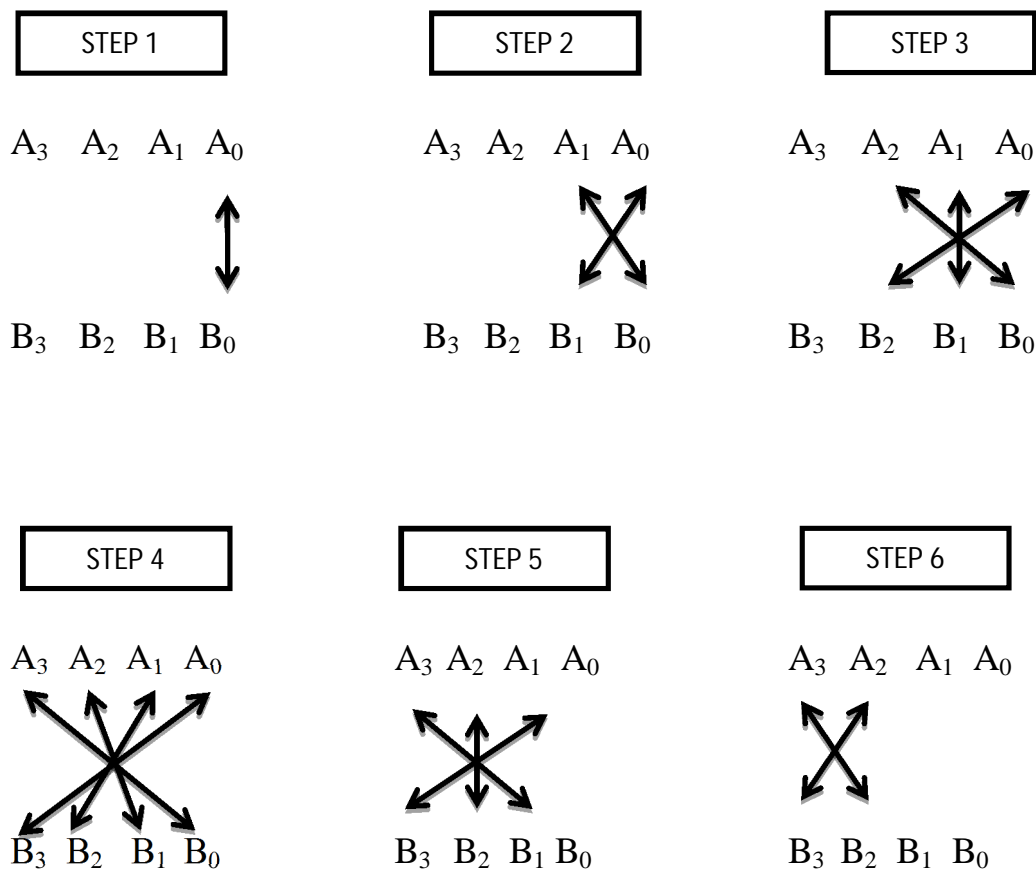 STEP 1 STEP 2 STEP 3
A₃ A₂ A₁ A₀ A₃ A₂ A₁ A₀ A₃ A₂ A₁ A₀
B₃ B₂ B₁ B₀ B₃ B₂ B₁ B₀ B₃ B₂ B₁ B₀
STEP 4 STEP 5 STEP 6
A₃ A₂ A₁ A₀ A₃ A₂ A₁ A₀ A₃ A₂ A₁ A₀
B₃ B₂ B₁ B₀ B₃ B₂ B₁ B₀ B₃ B₂ B₁ B₀